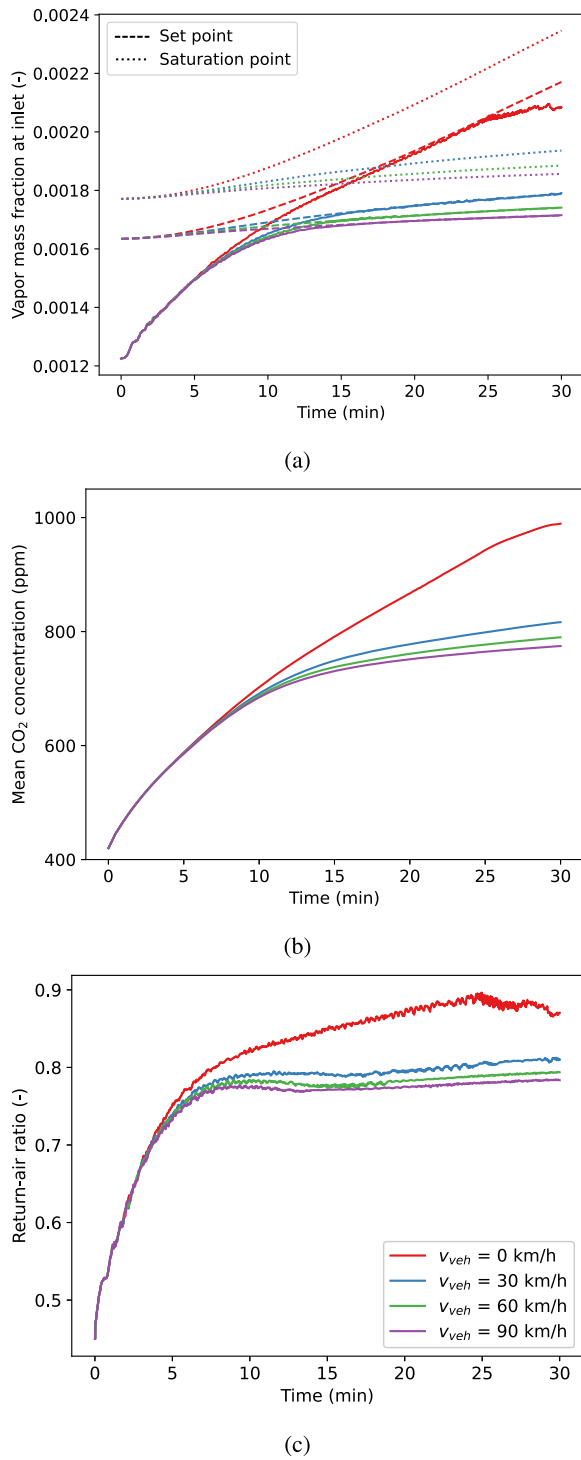 0.0024
0.0022
0.0020
0.0018
0.0016
0.0014
0.0012
Vapor mass fraction at inlet (-)
Set point
Saturation point
0 5 10 15 20 25 30
Time (min)
(a)
1000
800
600
400
Mean CO₂ concentration (ppm)
0 5 10 15 20 25 30
Time (min)
(b)
0.9
0.8
0.7
0.6
0.5
Return-air ratio (-)
v_veh = 0 km/h
v_veh = 30 km/h
v_veh = 60 km/h
v_veh = 90 km/h
0 5 10 15 20 25 30
Time (min)
(c)